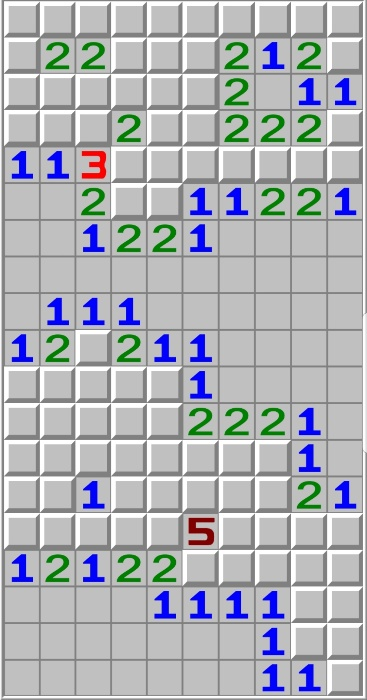 2 2 2 1 2
2 1 1
2 2 2 2
1 1 3
2 1 1 2 2 1
1 2 2 1
1 1 1
1 2 2 1 1
1
2 2 2 1
1
1 2 1
5
1 2 1 2 2
1 1 1 1
1
1 1